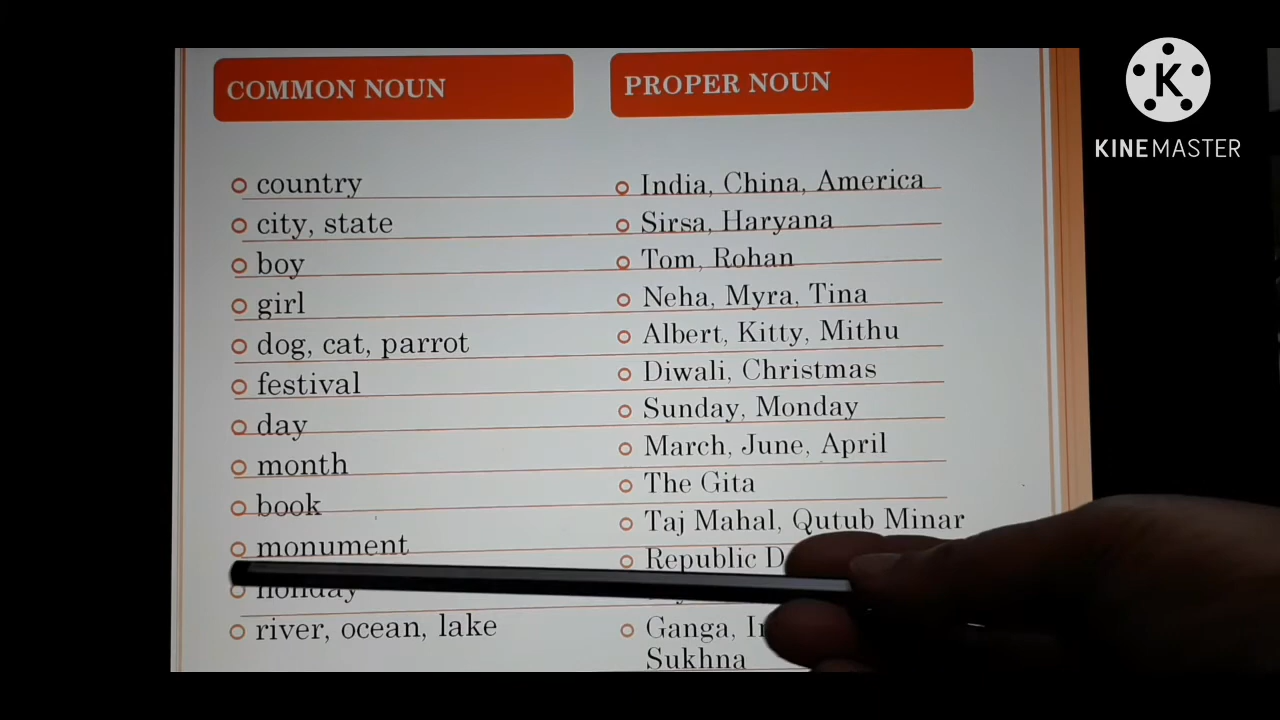 COMMON NOUN PROPER NOUN
KINEMASTER
country India, China, America
city, state Sirsa, Haryana
boy Tom, Rohan
girl Neha, Myra, Tina
dog, cat, parrot Albert, Kitty, Mithu
festival Diwali, Christmas
day Sunday, Monday
month March, June, April
book The Gita
monument Taj Mahal, Qutub Minar
holiday Republic
river, ocean, lake Ganga,
Sukhna